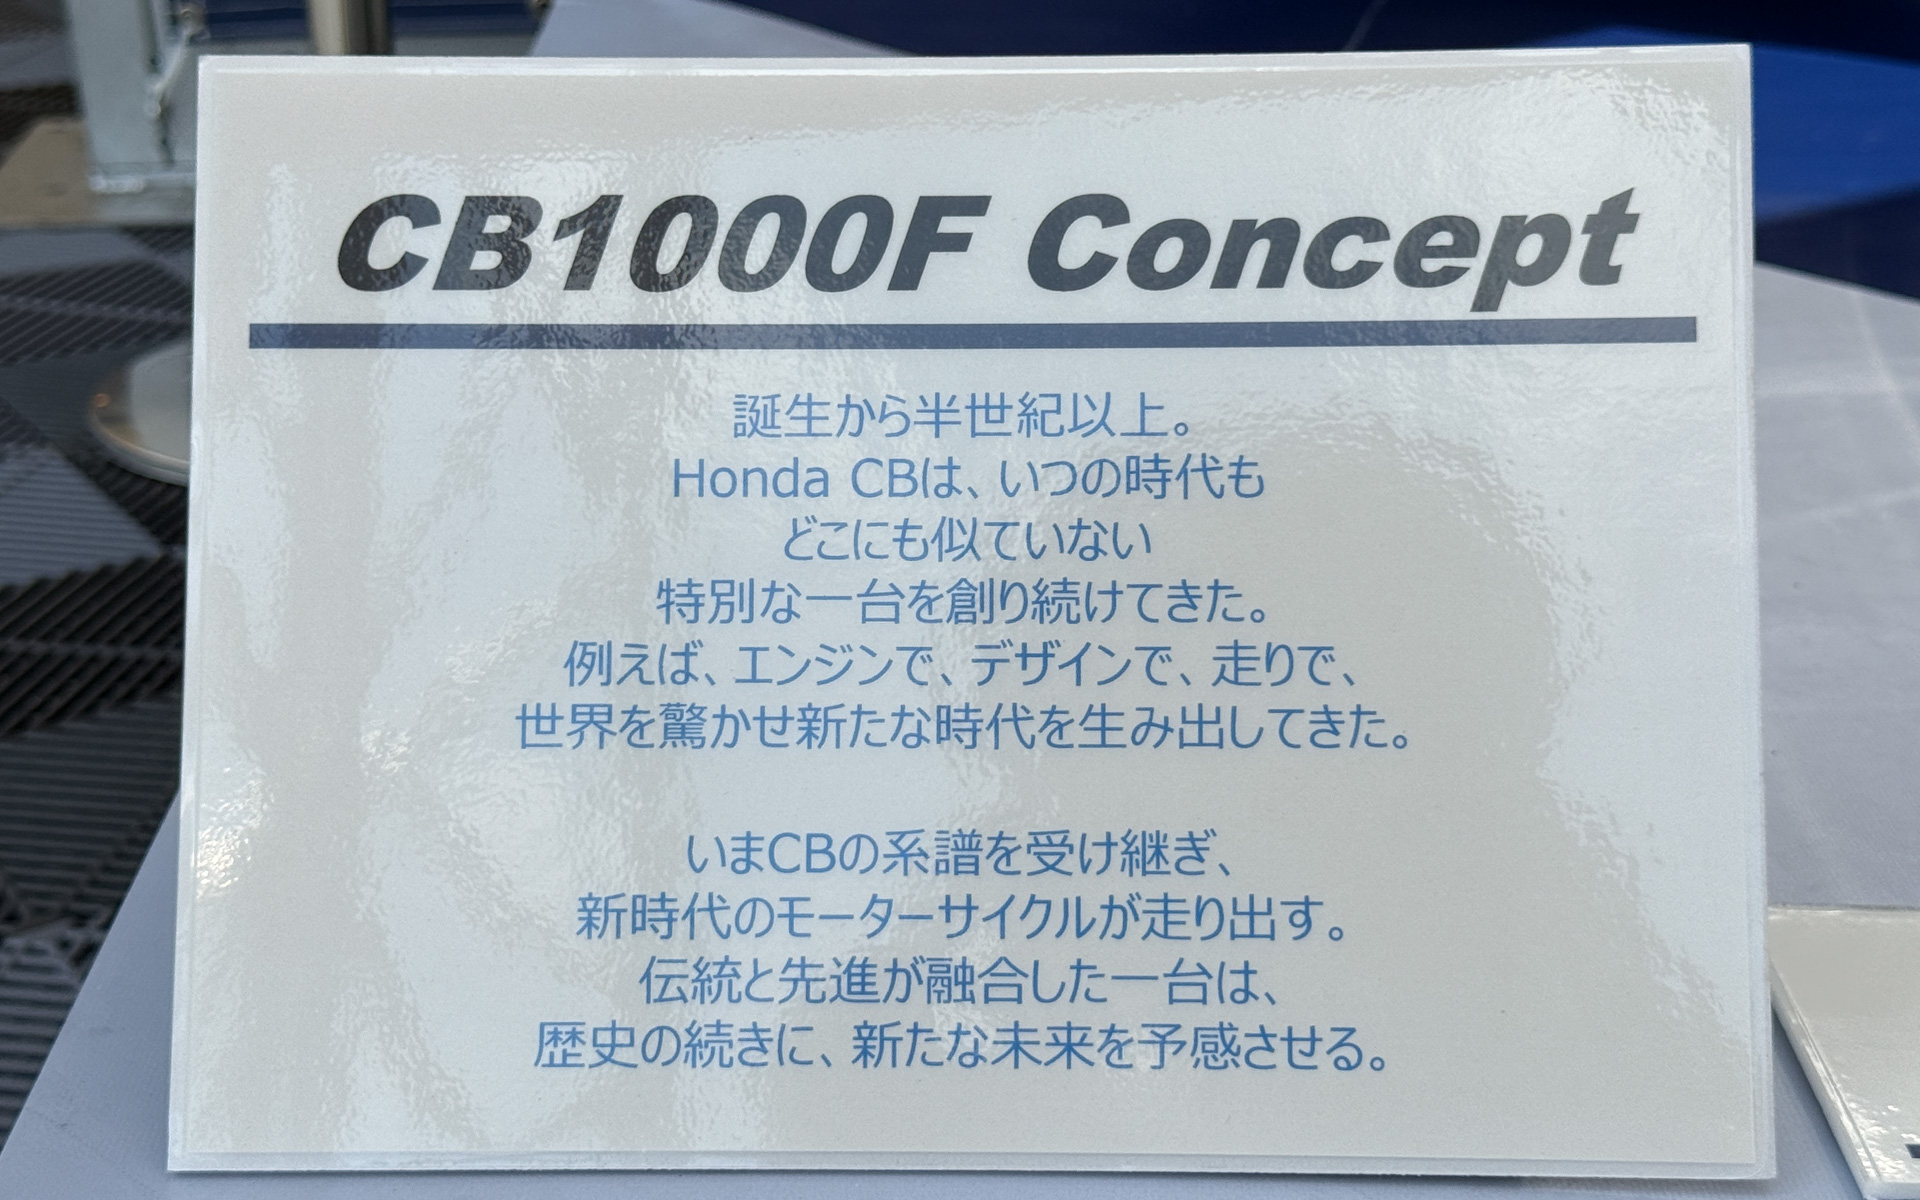 CB1000F Concept
誕生から半世紀以上。
Honda CBは、いつの時代も
どこにも似ていない
特別な一台を創り続けてきた。
例えば、エンジンで、デザインで、走りで、
世界を驚かせ新たな時代を生み出してきた。
いまCBの系譜を受け継ぎ、
新時代のモーターサイクルが走り出す。
伝統と先進が融合した一台は、
歴史の続きに、新たな未来を予感させる。